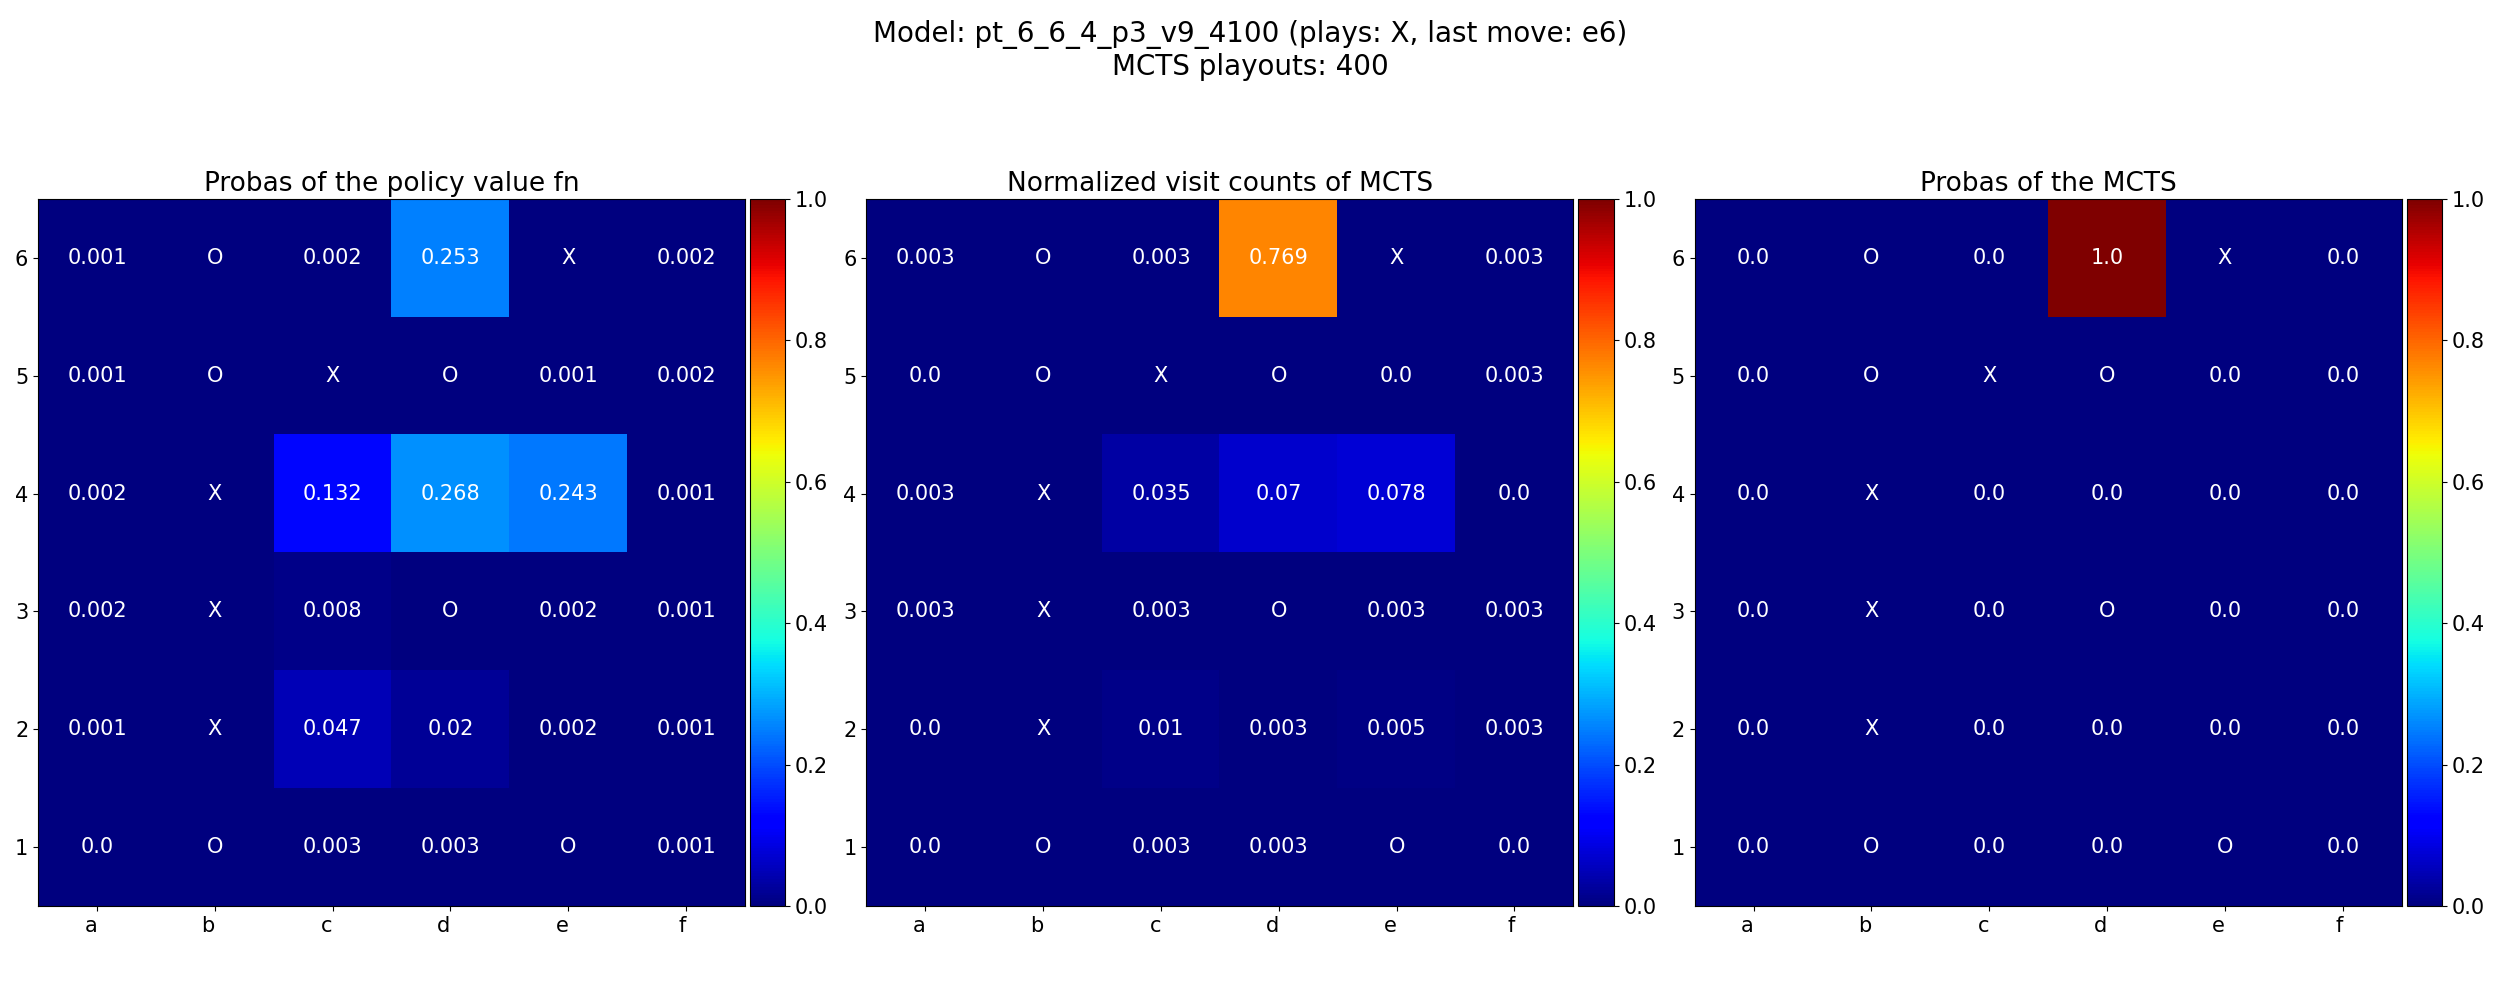 Model: pt_6_6_4_p3_v9_4100 (plays: X, last move: e6)
MCTS playouts: 400
Probas of the policy value fn
6 0.001 O 0.002 0.253 X 0.002
5 0.001 O X O 0.001 0.002
4 0.002 X 0.132 0.268 0.243 0.001
3 0.002 X 0.008 O 0.002 0.001
2 0.001 X 0.047 0.02 0.002 0.001
1 0.0 O 0.003 0.003 O 0.001
a b c d e f
1.0
0.8
0.6
0.4
0.2
0.0
Normalized visit counts of MCTS
6 0.003 O 0.003 0.769 X 0.003
5 0.0 O X O 0.0 0.003
4 0.003 X 0.035 0.07 0.078 0.0
3 0.003 X 0.003 O 0.003 0.003
2 0.0 X 0.01 0.003 0.005 0.003
1 0.0 O 0.003 0.003 O 0.0
a b c d e f
1.0
0.8
0.6
0.4
0.2
0.0
Probas of the MCTS
6 0.0 O 0.0 1.0 X 0.0
5 0.0 O X O 0.0 0.0
4 0.0 X 0.0 0.0 0.0 0.0
3 0.0 X 0.0 O 0.0 0.0
2 0.0 X 0.0 0.0 0.0 0.0
1 0.0 O 0.0 0.0 O 0.0
a b c d e f
1.0
0.8
0.6
0.4
0.2
0.0